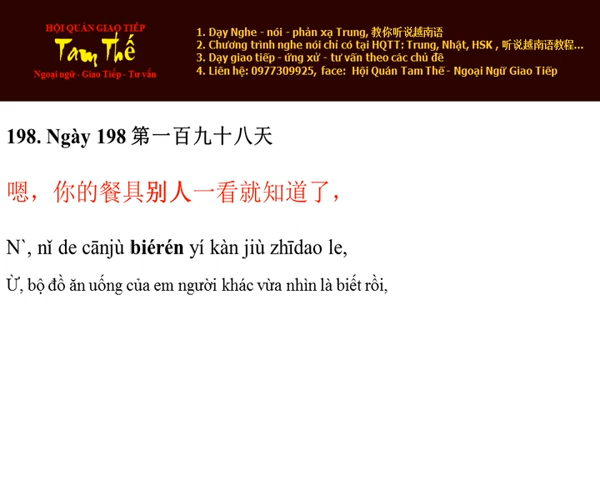 HỘI QUÁN GIAO TIẾP
Tam Thế
Ngoại ngữ - Giao Tiếp - Tư vấn
1. Dạy Nghe - nói - phản xạ Trung, 教你听说越南语
2. Chương trình nghe nói chỉ có tại HQTT: Trung, Nhật, HSK , 听说越南语教程...
3. Dạy giao tiếp - ứng xử - tư vấn theo các chủ đề
4. Liên hệ: 0977309925, face: Hội Quán Tam Thế - Ngoại Ngữ Giao Tiếp
198. Ngày 198 第一百九十八天
嗯，你的餐具别人一看就知道了，
N`, nǐ de cānjù biérén yí kàn jiù zhīdao le,
Ừ, bộ đồ ăn uống của em người khác vừa nhìn là biết rồi,